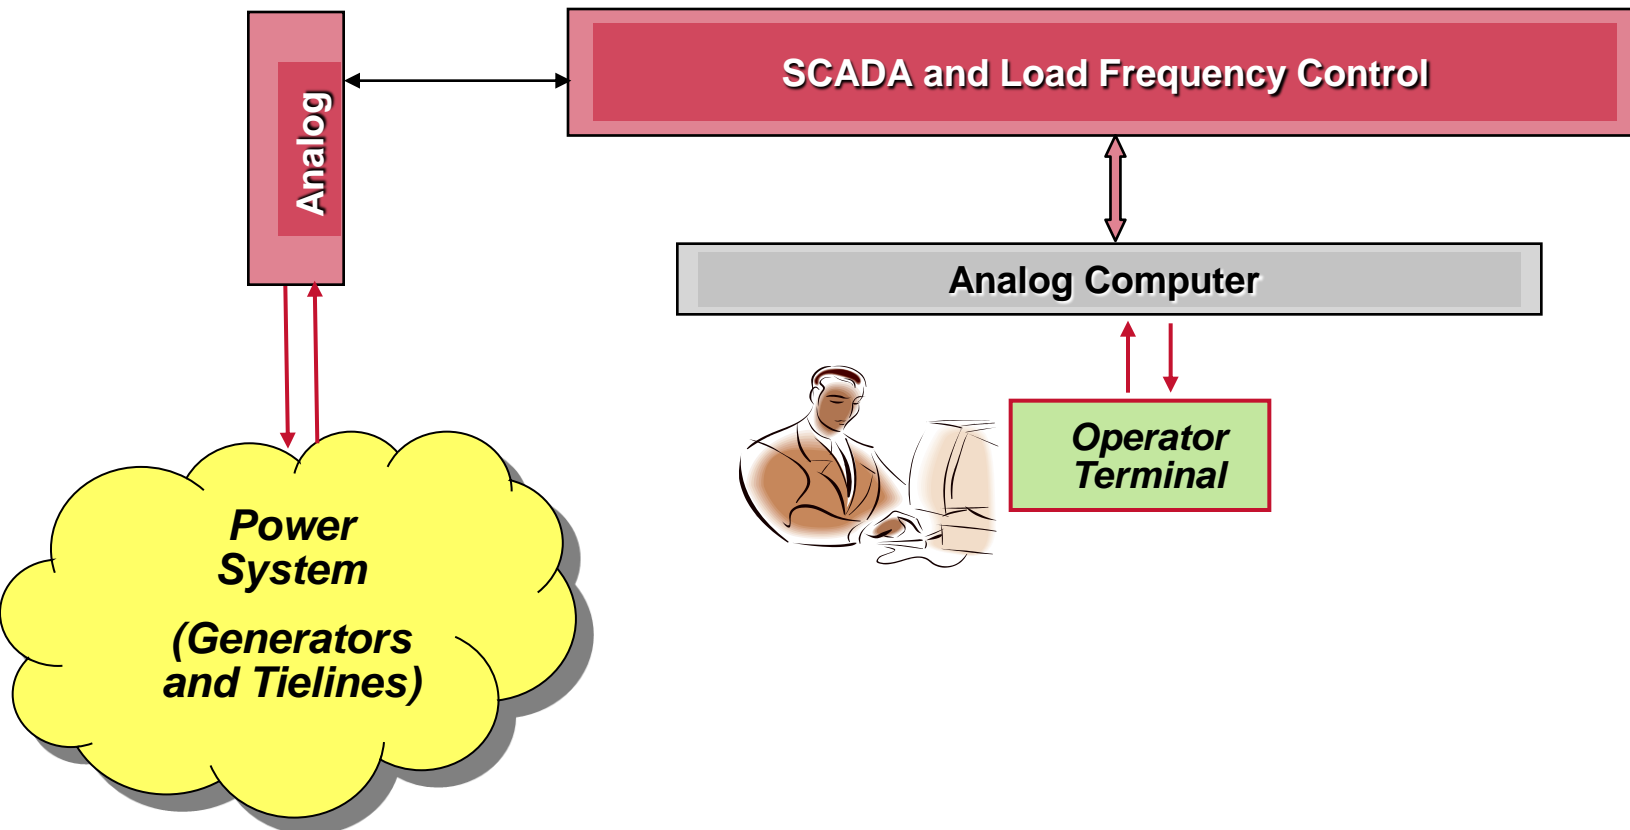 SCADA and Load Frequency Control
Analog
Analog Computer
Operator
Terminal
Power
System
(Generators
and Tielines)